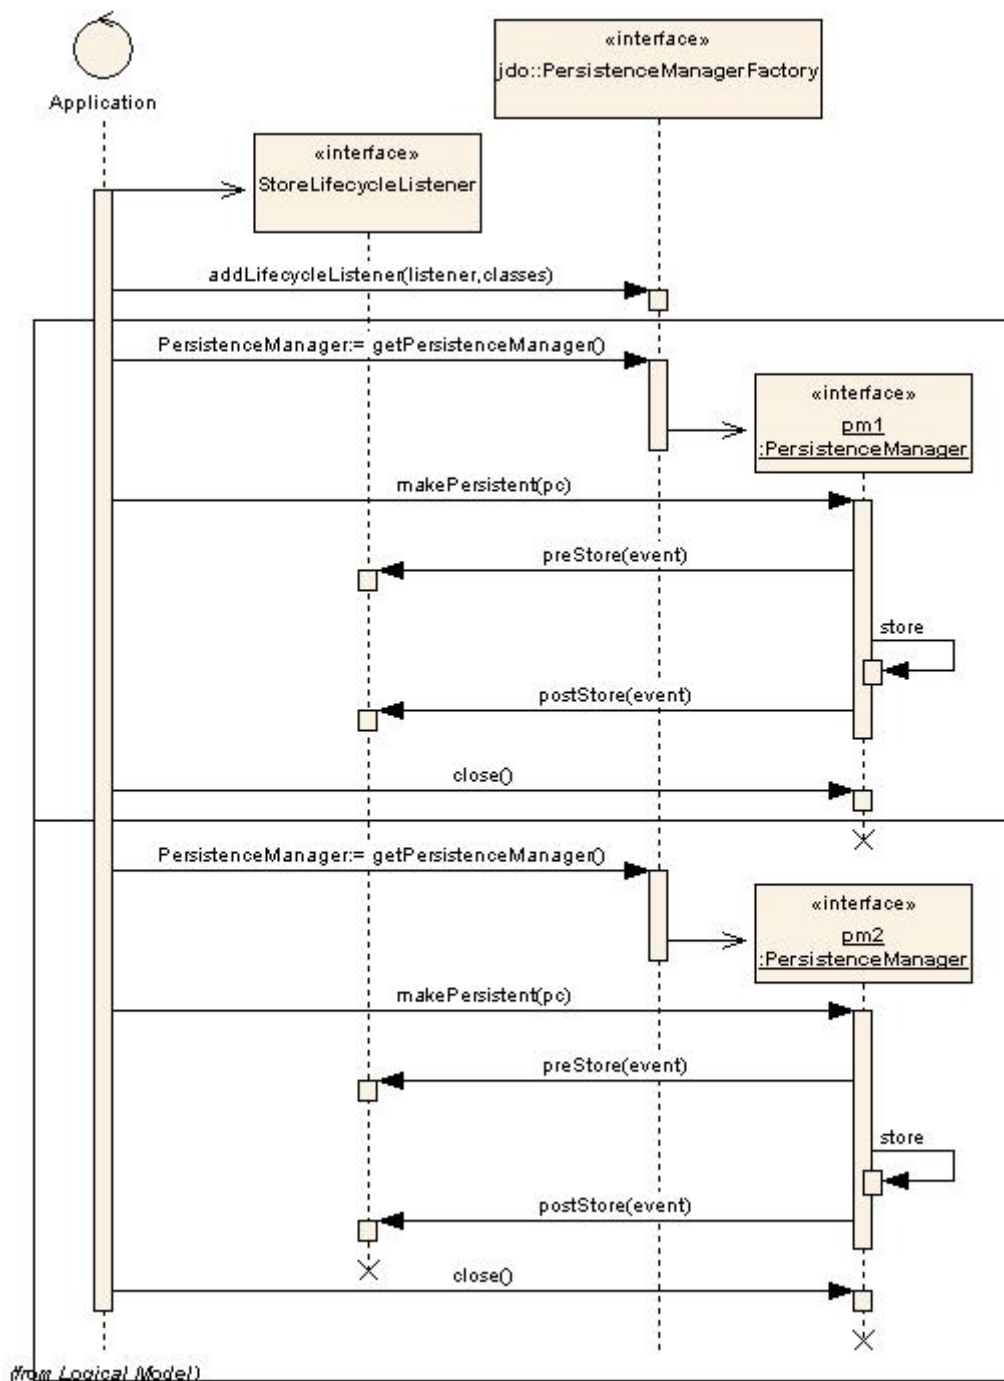 «interface»
jdo::PersistenceManagerFactory
Application
«interface»
StoreLifecycleListener
addLifecycleListener(listener,classes)
PersistenceManager:= getPersistenceManager()
«interface»
pm1
:PersistenceManager
makePersistent(pc)
preStore(event)
store
postStore(event)
close()
PersistenceManager:= getPersistenceManager()
«interface»
pm2
:PersistenceManager
makePersistent(pc)
preStore(event)
store
postStore(event)
close()
(from Logical Model)